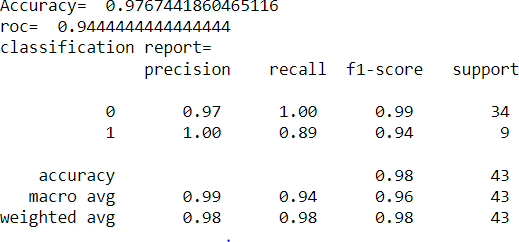 Accuracy=  0.9767441860465116
roc=  0.9444444444444444
classification report=
              precision    recall  f1-score   support

           0       0.97      1.00      0.99        34
           1       1.00      0.89      0.94         9

    accuracy                           0.98        43
   macro avg       0.99      0.94      0.96        43
weighted avg       0.98      0.98      0.98        43